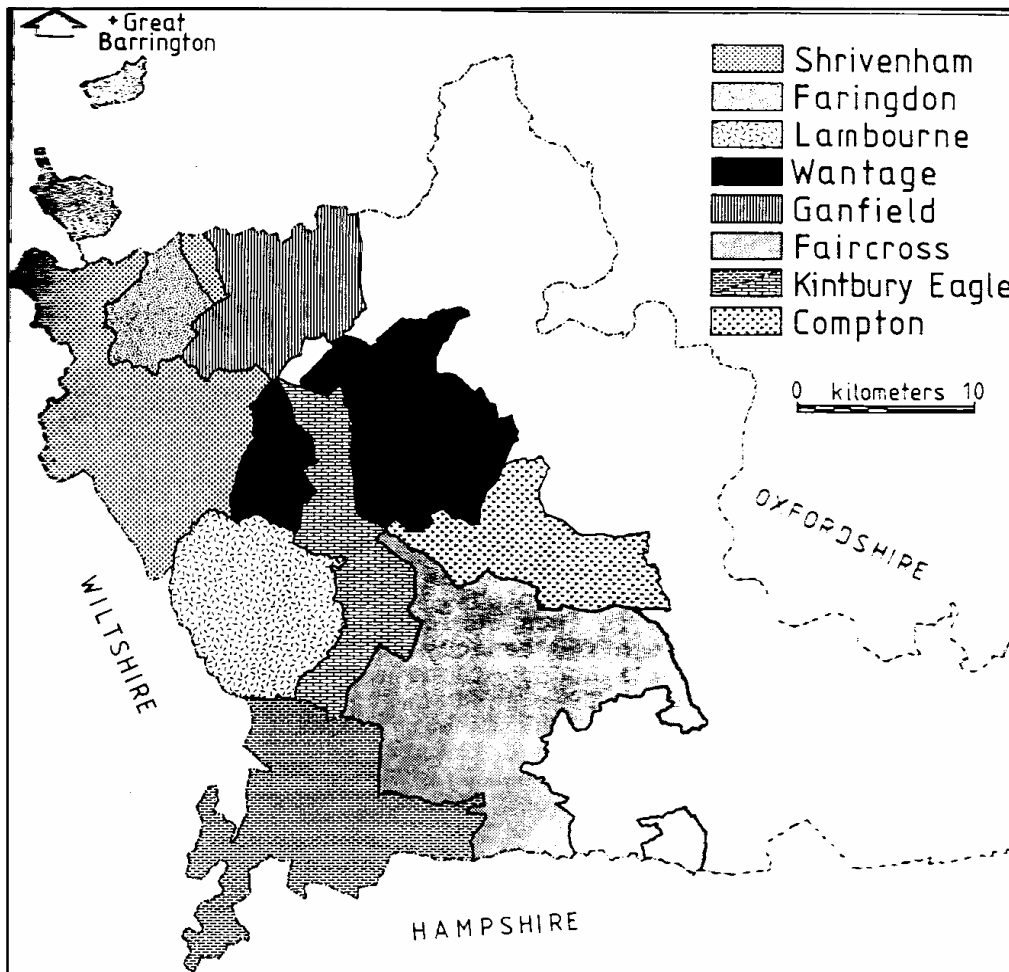 + Great
Barrington
Shrivenham
Faringdon
Lambourne
Wantage
Ganfield
Faircross
Kintbury Eagle
Compton
0 kilometers 10
OXFORDSHIRE
WILTSHIRE
HAMPSHIRE